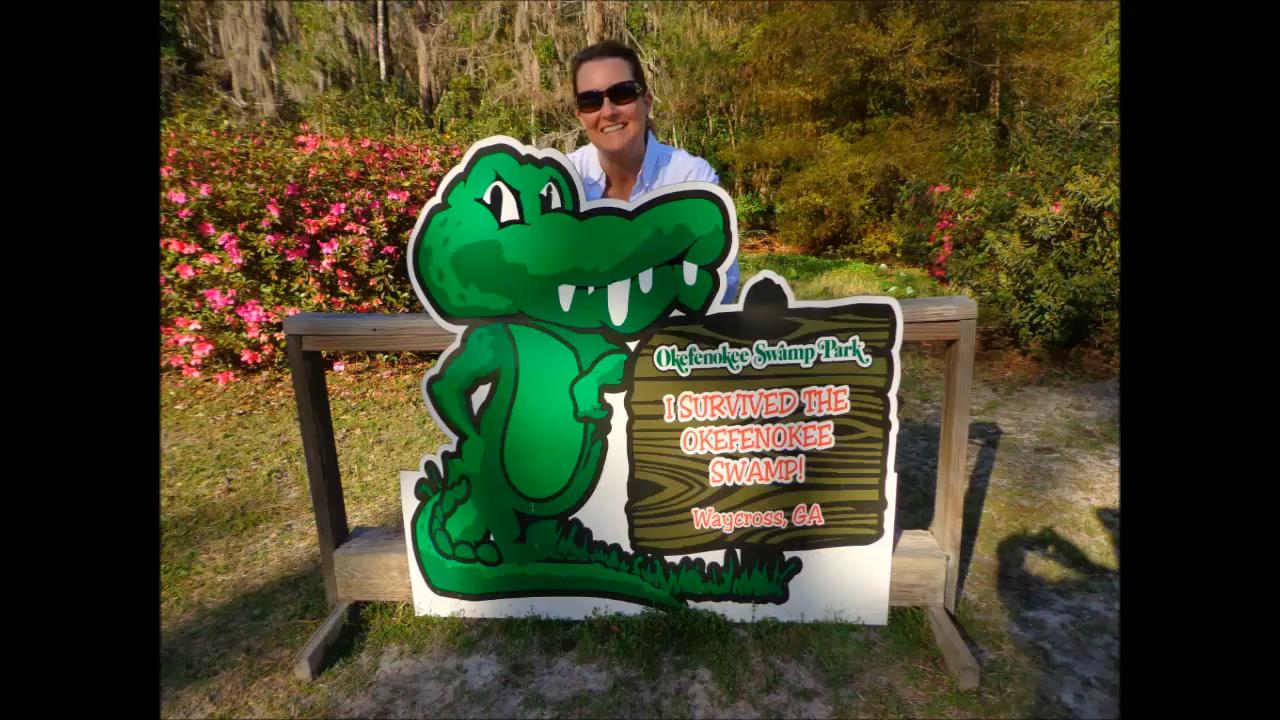 Okefenokee Swamp Park
I SURVIVED THE
OKEFENOKEE
SWAMP!
Waycross, GA